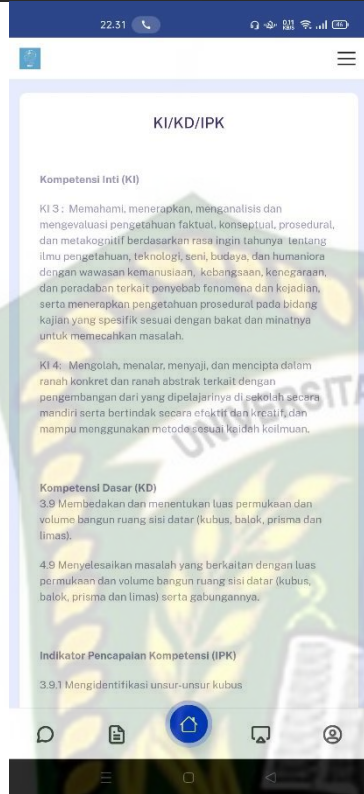 22.31
0,11
KB/S
46
KI/KD/IPK
Kompetensi Inti (KI)
KI 3 : Memahami, menerapkan, menganalisis dan
mengevaluasi pengetahuan faktual, konseptual, prosedural,
dan metakognitif berdasarkan rasa ingin tahunya tentang
ilmu pengetahuan, teknologi, seni, budaya, dan humaniora
dengan wawasan kemanusiaan, kebangsaan, kenegaraan,
dan peradaban terkait penyebab fenomena dan kejadian,
serta menerapkan pengetahuan prosedural pada bidang
kajian yang spesifik sesuai dengan bakat dan minatnya
untuk memecahkan masalah.
KI 4: Mengolah, menalar, menyaji, dan mencipta dalam
ranah konkret dan ranah abstrak terkait dengan
pengembangan dari yang dipelajarinya di sekolah secara
mandiri serta bertindak secara efektif dan kreatif, dan
mampu menggunakan metode sesuai kaidah keilmuan.
UNIVERSITA
Kompetensi Dasar (KD)
3.9 Membedakan dan menentukan luas permukaan dan
volume bangun ruang sisi datar (kubus, balok, prisma dan
limas).
4.9 Menyelesaikan masalah yang berkaitan dengan luas
permukaan dan volume bangun ruang sisi datar (kubus,
balok, prisma dan limas) serta gabungannya.
Indikator Pencapaian Kompetensi (IPK)
3.9.1 Mengidentifikasi unsur-unsur kubus